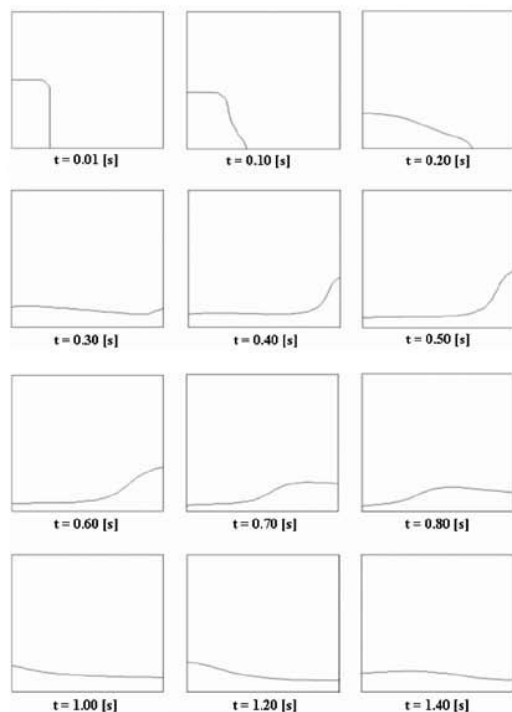 t = 0.01 [s]
t = 0.10 [s]
t = 0.20 [s]
t = 0.30 [s]
t = 0.40 [s]
t = 0.50 [s]
t = 0.60 [s]
t = 0.70 [s]
t = 0.80 [s]
t = 1.00 [s]
t = 1.20 [s]
t = 1.40 [s]